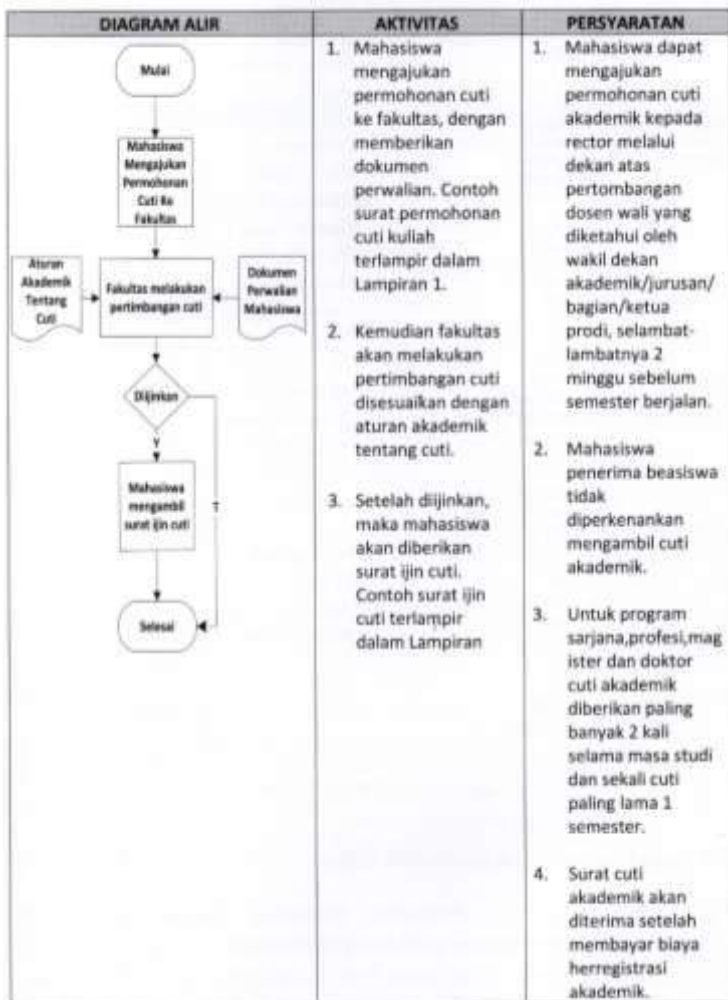 DIAGRAM ALIR
AKTIVITAS
PERSYARATAN
Mulai
Mahasiswa
Mengajukan
Permohonan
Cuti Ke
Fakultas
Aturan
Akademik
Tentang
Cuti
Fakultas melakukan
pertimbangan cuti
Dokumen
Perwalian
Mahasiswa
Diijinkan
Y
T
Mahasiswa
mengambil
surat ijin cuti
Selesai
1. Mahasiswa
mengajukan
permohonan cuti
ke fakultas, dengan
memberikan
dokumen
perwalian. Contoh
surat permohonan
cuti kuliah
terlampir dalam
Lampiran 1.
2. Kemudian fakultas
akan melakukan
pertimbangan cuti
disesuaikan dengan
aturan akademik
tentang cuti.
3. Setelah diijinkan,
maka mahasiswa
akan diberikan
surat ijin cuti.
Contoh surat ijin
cuti terlampir
dalam Lampiran
1. Mahasiswa dapat
mengajukan
permohonan cuti
akademik kepada
rector melalui
dekan atas
pertombangan
dosen wali yang
diketahui oleh
wakil dekan
akademik/jurusan/
bagian/ketua
prodi, selambat-
lambatnya 2
minggu sebelum
semester berjalan.
2. Mahasiswa
penerima beasiswa
tidak
diperkenankan
mengambil cuti
akademik.
3. Untuk program
sarjana,profesi,mag
ister dan doktor
cuti akademik
diberikan paling
banyak 2 kali
selama masa studi
dan sekali cuti
paling lama 1
semester.
4. Surat cuti
akademik akan
diterima setelah
membayar biaya
herregistrasi
akademik.